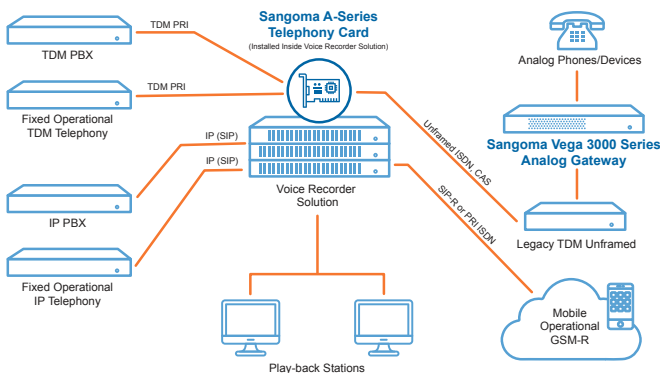 TDM PRI
TDM PBX
Sangoma A-Series
Telephony Card
(Installed Inside Voice Recorder Solution)
Analog Phones/Devices
TDM PRI
Fixed Operational
TDM Telephony
Sangoma Vega 3000 Series
Analog Gateway
IP (SIP)
Unframed ISDN, CAS
IP (SIP)
Voice Recorder
Solution
SIP-R or PRI ISDN
IP PBX
Legacy TDM Unframed
Fixed Operational
IP Telephony
Mobile
Operational
GSM-R
Play-back Stations